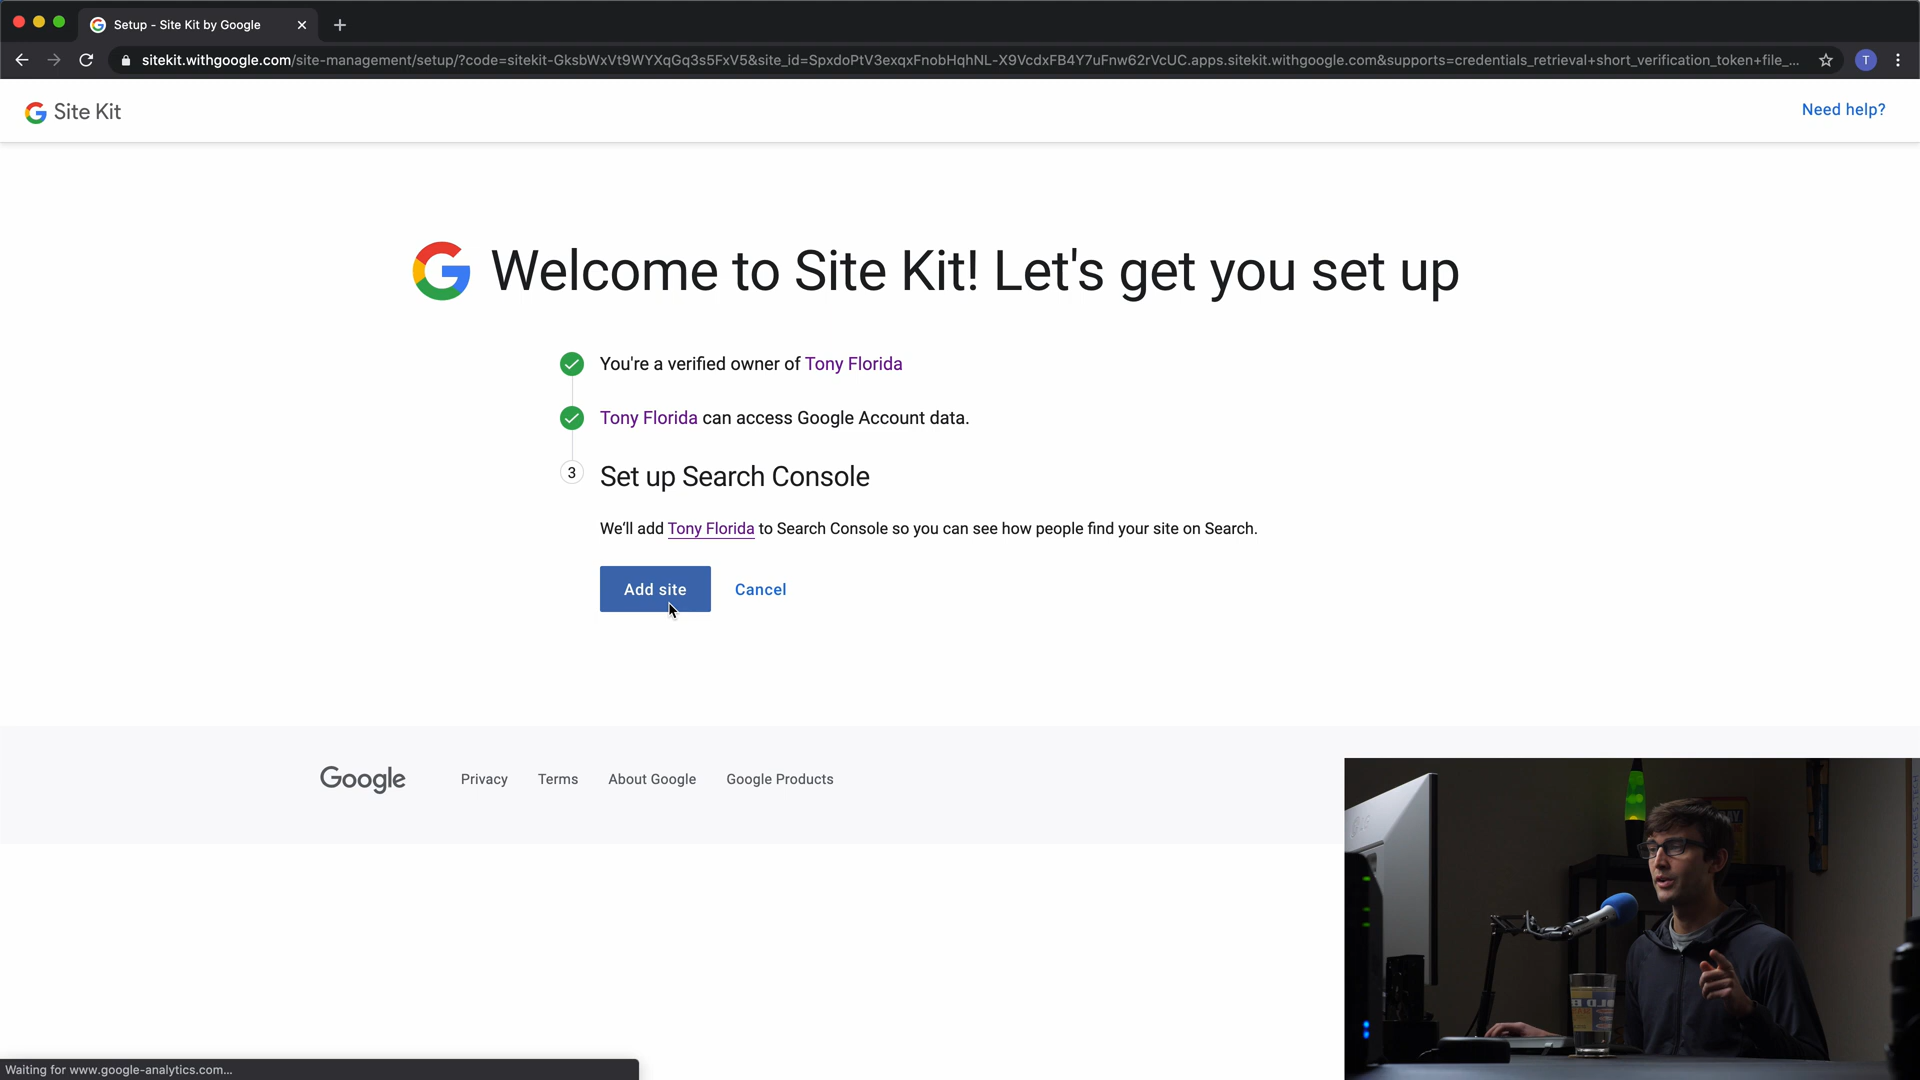 Setup - Site Kit by Google
sitekit.withgoogle.com/site-management/setup/?code=sitekit-GksbWxVt9WYXqGq3s5FxV5&site_id=SpxdoPtV3exqxFnobHqhNL-X9VcdxFB4Y7uFnw62rVcUC.apps.sitekit.withgoogle.com&supports=credentials_retrieval+short_verification_token+file_...
T
Site Kit
Need help?
Welcome to Site Kit! Let's get you set up
You're a verified owner of Tony Florida
Tony Florida can access Google Account data.
3 Set up Search Console
We'll add Tony Florida to Search Console so you can see how people find your site on Search.
Add site Cancel
Google Privacy Terms About Google Google Products
Waiting for www.google-analytics.com...